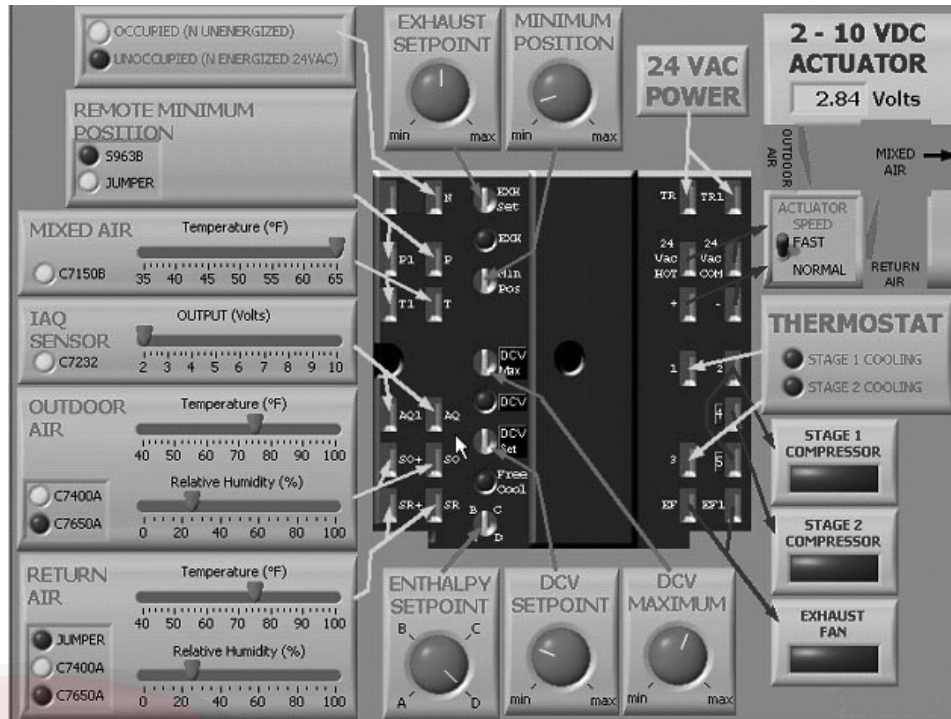 OCCUPIED (N UNENERGIZED)
UNOCCUPIED (N ENERGIZED 24VAC)
EXHAUST
SETPOINT
min max
MINIMUM
POSITION
min max
24 VAC
POWER
2 - 10 VDC
ACTUATOR
2.84 Volts
OUTDOOR
AIR
MIXED
AIR
RETURN
AIR
ACTUATOR
SPEED
FAST
NORMAL
REMOTE MINIMUM
POSITION
S963B
JUMPER
MIXED AIR
C7150B
Temperature (°F)
35 40 45 50 55 60 65
IAQ
SENSOR
C7232
OUTPUT (Volts)
2 3 4 5 6 7 8 9 10
OUTDOOR
AIR
C7400A
C7650A
Temperature (°F)
40 50 60 70 80 90 100
Relative Humidity (%)
0 20 40 60 80 100
RETURN
AIR
JUMPER
C7400A
C7650A
Temperature (°F)
40 50 60 70 80 90 100
Relative Humidity (%)
0 20 40 60 80 100
N
P1 P
T1 T
AQ1 AQ
SO+ SO
SR+ SR
EXH
Set
EXH
Min
Pos
DCV
Max
DCV
DCV
Set
Free
Cool
B C
D
TR TR1
24
Vac
HOT
24
Vac
COM
+ -
1 2
4
3 5
EF EF1
THERMOSTAT
STAGE 1 COOLING
STAGE 2 COOLING
STAGE 1
COMPRESSOR
STAGE 2
COMPRESSOR
EXHAUST
FAN
ENTHALPY
SETPOINT
B C
A D
DCV
SETPOINT
min max
DCV
MAXIMUM
min max